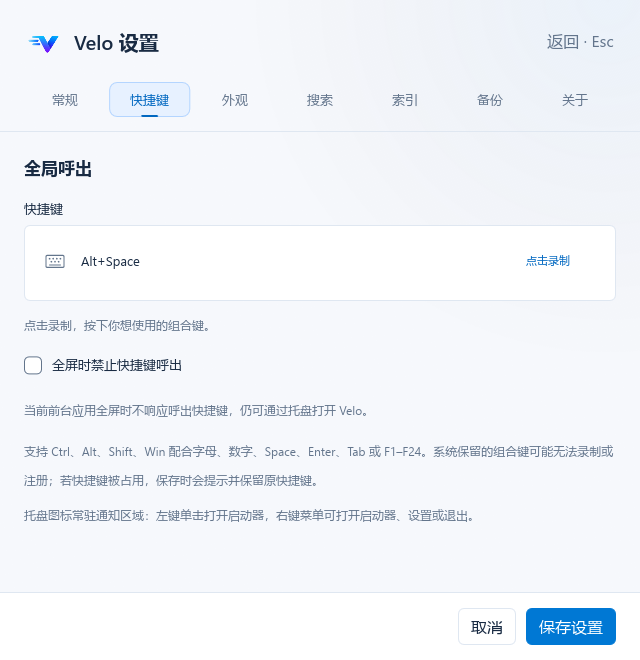 Velo 设置
返回 · Esc
常规
快捷键
外观
搜索
索引
备份
关于
全局呼出
快捷键
Alt+Space
点击录制
点击录制，按下你想使用的组合键。
全屏时禁止快捷键呼出
当前前台应用全屏时不响应呼出快捷键，仍可通过托盘打开 Velo。
支持 Ctrl、Alt、Shift、Win 配合字母、数字、Space、Enter、Tab 或 F1–F24。系统保留的组合键可能无法录制或
注册；若快捷键被占用，保存时会提示并保留原快捷键。
托盘图标常驻通知区域：左键单击打开启动器，右键菜单可打开启动器、设置或退出。
取消
保存设置